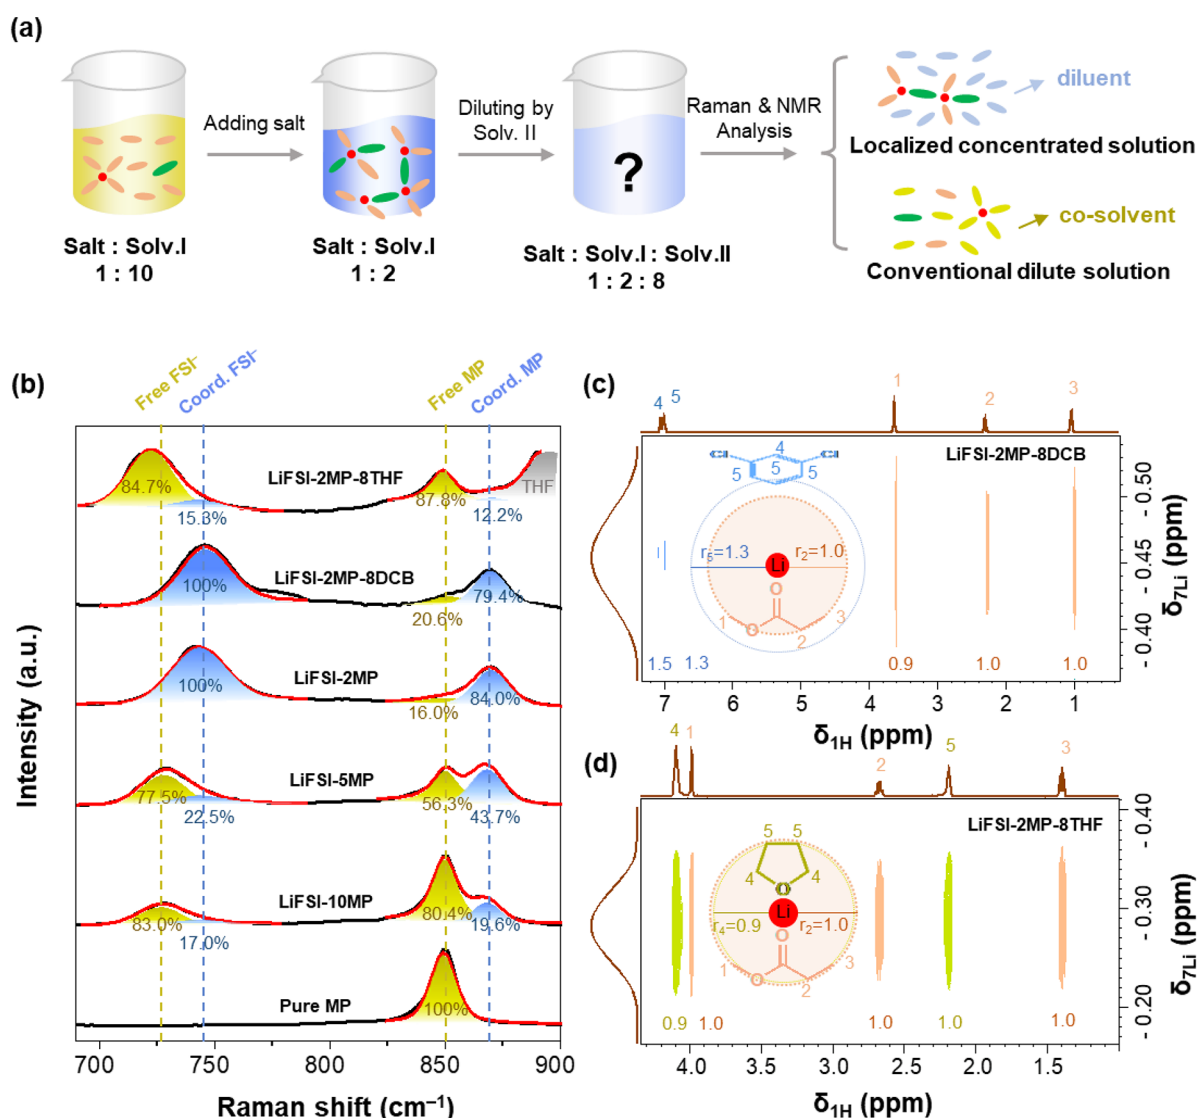 (a)
Adding salt
Diluting by
Solv. II
?
Raman & NMR
Analysis
diluent
Localized concentrated solution
co-solvent
Conventional dilute solution
Salt : Solv.I
1 : 10
Salt : Solv.I
1 : 2
Salt : Solv.I : Solv.II
1 : 2 : 8
(b)
Free FSI⁻
Coord. FSI⁻
Free MP
Coord. MP
LiFSI-2MP-8THF
84.7%
15.3%
87.8%
12.2%
THF
LiFSI-2MP-8DCB
100%
20.6%
79.4%
LiFSI-2MP
100%
16.0%
84.0%
LiFSI-5MP
77.5%
22.5%
56.3%
43.7%
LiFSI-10MP
83.0%
17.0%
80.4%
19.6%
Pure MP
100%
700 750 800 850 900
Raman shift (cm⁻¹)
Intensity (a.u.)
(c)
4 5 1 2 3
LiFSI-2MP-8DCB
Cl 4 Cl
5 5 5
r5=1.3 Li r2=1.0
O
1 O 2 3
1.5 1.3 0.9 1.0 1.0
7 6 5 4 3 2 1
δ1H (ppm)
- 0.50
- 0.45
- 0.40
δ7Li (ppm)
(d)
4 1 2 5 3
LiFSI-2MP-8THF
5 5
4 4
O
r4=0.9 Li r2=1.0
O
1 O 2 3
0.9 1.0 1.0 1.0 1.0
4.0 3.5 3.0 2.5 2.0 1.5
δ1H (ppm)
- 0.40
- 0.30
- 0.20
δ7Li (ppm)